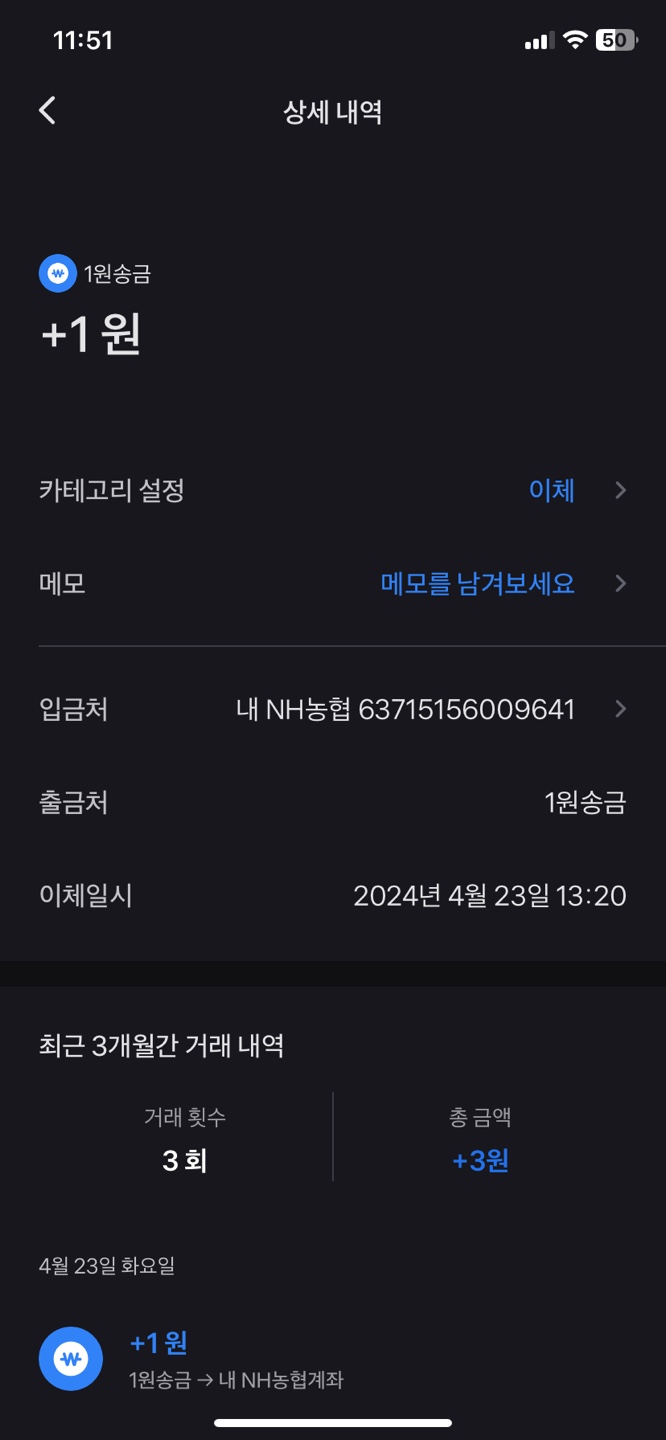 11:51
50
상세 내역
1원송금
+1 원
카테고리 설정 이체
메모 메모를 남겨보세요
입금처 내 NH농협 63715156009641
출금처 1원송금
이체일시 2024년 4월 23일 13:20
최근 3개월간 거래 내역
거래 횟수 총 금액
3 회 +3원
4월 23일 화요일
+1 원
1원송금 → 내 NH농협계좌